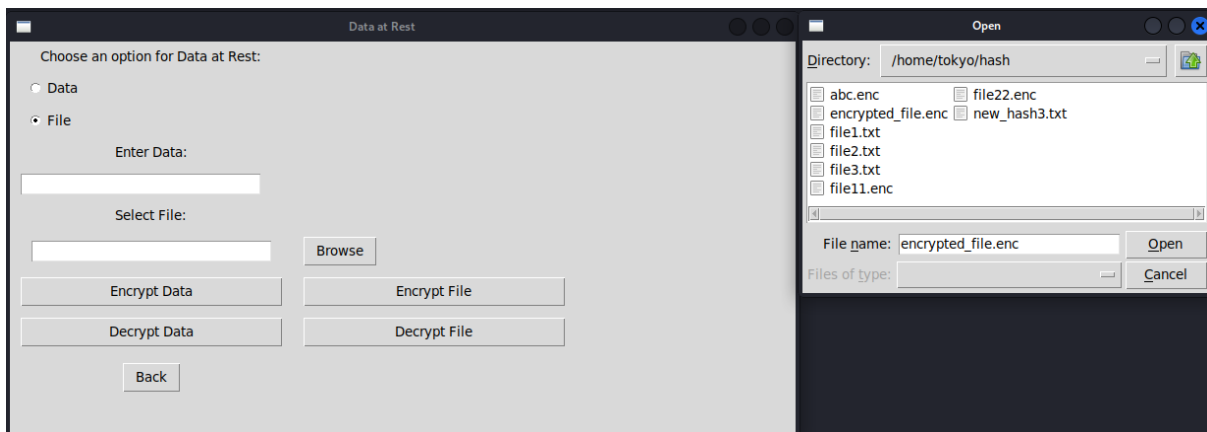 Data at Rest
Choose an option for Data at Rest:
Data
File
Enter Data:
Select File:
Browse
Encrypt Data Encrypt File
Decrypt Data Decrypt File
Back
Open
Directory: /home/tokyo/hash
abc.enc file22.enc
encrypted_file.enc new_hash3.txt
file1.txt
file2.txt
file3.txt
file11.enc
File name: encrypted_file.enc Open
Files of type: Cancel